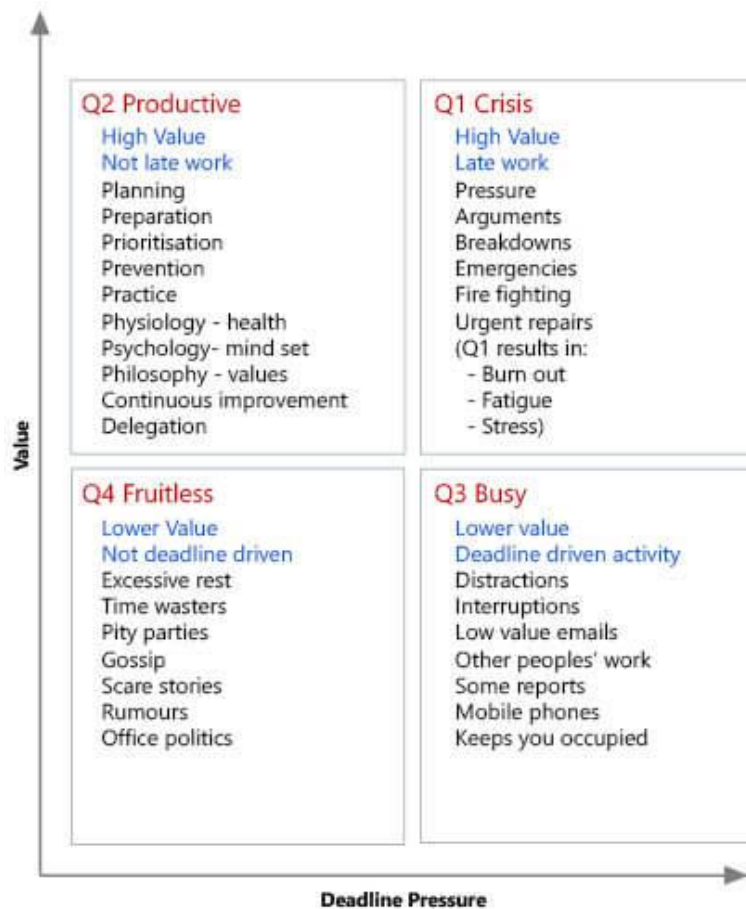 Q2 Productive
High Value
Not late work
Planning
Preparation
Prioritisation
Prevention
Practice
Physiology - health
Psychology- mind set
Philosophy - values
Continuous improvement
Delegation
Q1 Crisis
High Value
Late work
Pressure
Arguments
Breakdowns
Emergencies
Fire fighting
Urgent repairs
(Q1 results in:
- Burn out
- Fatigue
- Stress)
Value
Q4 Fruitless
Lower Value
Not deadline driven
Excessive rest
Time wasters
Pity parties
Gossip
Scare stories
Rumours
Office politics
Q3 Busy
Lower value
Deadline driven activity
Distractions
Interruptions
Low value emails
Other peoples' work
Some reports
Mobile phones
Keeps you occupied
Deadline Pressure